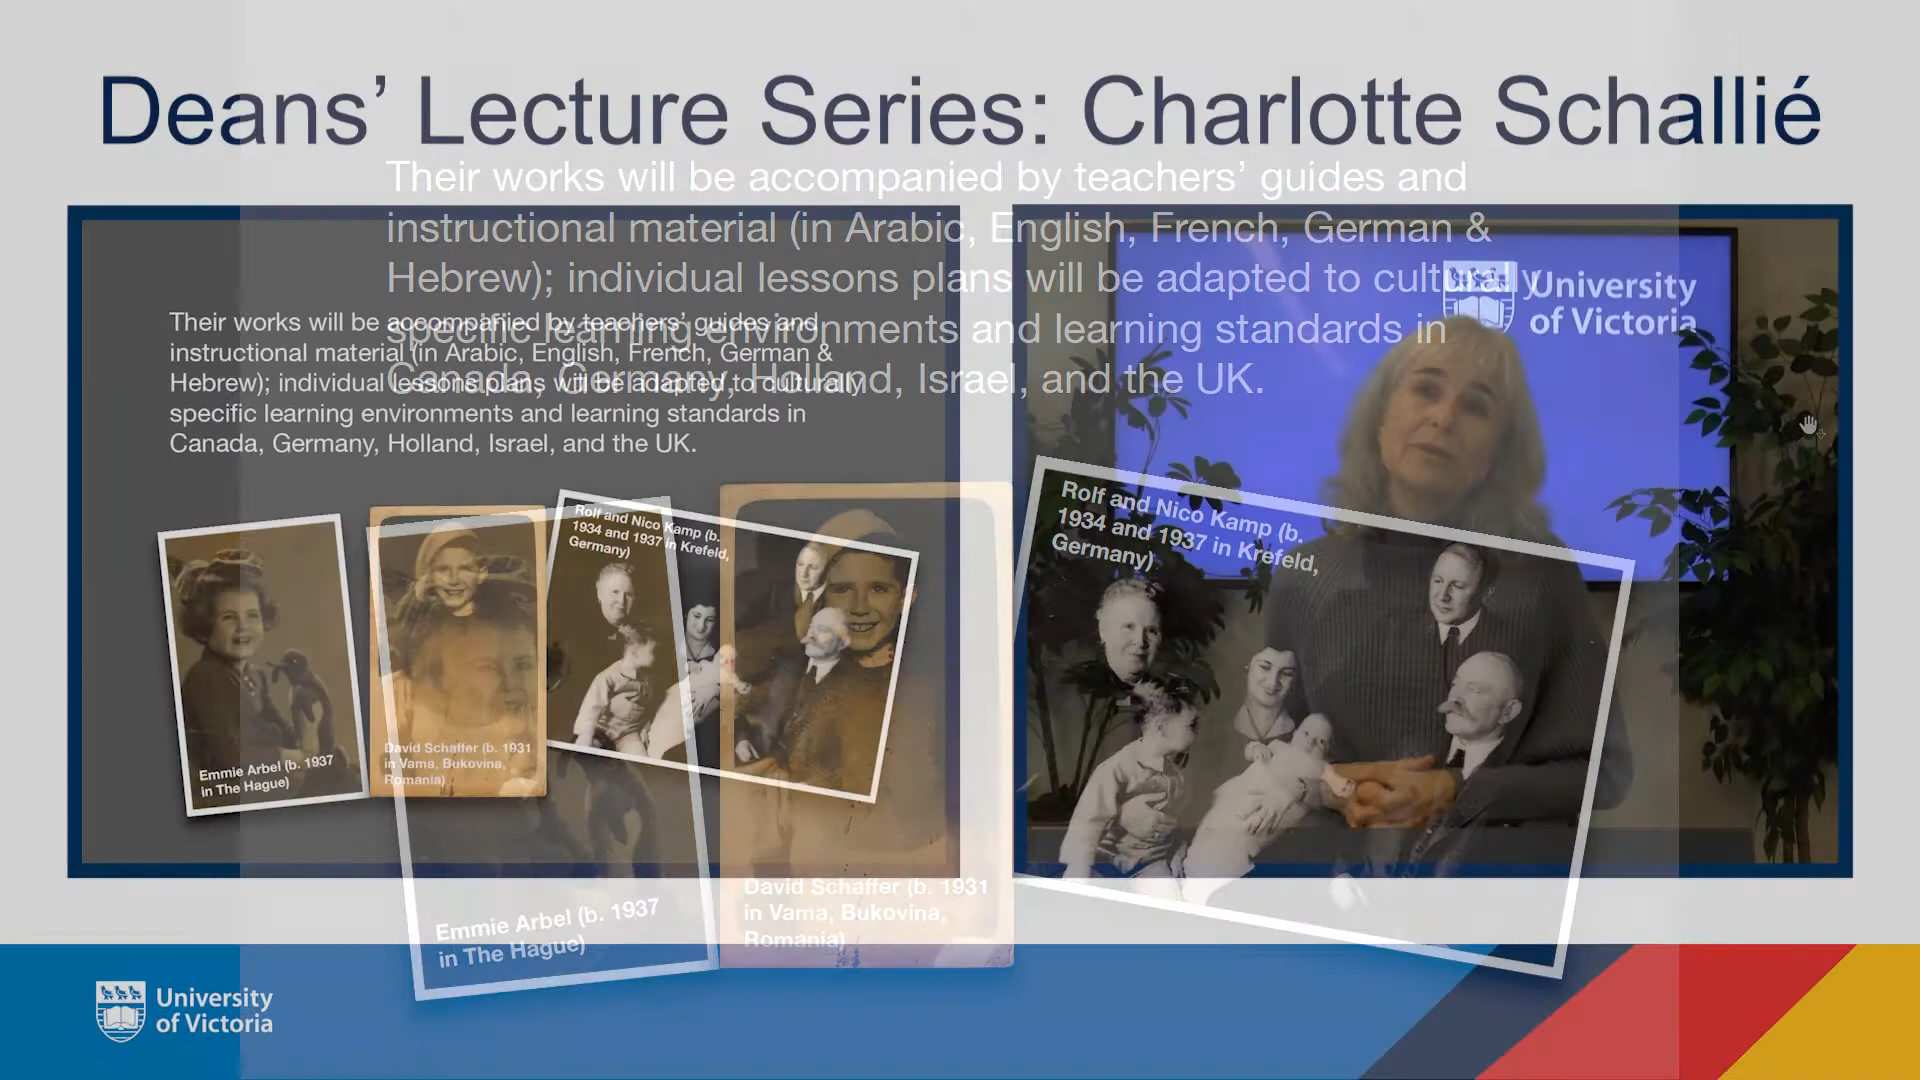 Deans’ Lecture Series: Charlotte Schallié
Their works will be accompanied by teachers’ guides and
instructional material (in Arabic, English, French, German &
Hebrew); individual lessons plans will be adapted to culturally
specific learning environments and learning standards in
Canada, Germany, Holland, Israel, and the UK.
University
of Victoria
Their works will be accompanied by teachers’ guides and
instructional material (in Arabic, English, French, German &
Hebrew); individual lessons plans will be adapted to culturally
specific learning environments and learning standards in
Canada, Germany, Holland, Israel, and the UK.
Rolf and Nico Kamp (b.
1934 and 1937 in Krefeld,
Germany)
Rolf and Nico Kamp (b.
1934 and 1937 in Krefeld,
Germany)
Emmie Arbel (b. 1937
in The Hague)
David Schaffer (b. 1931
in Vama, Bukovina,
Romania)
Emmie Arbel (b. 1937
in The Hague)
David Schaffer (b. 1931
in Vama, Bukovina,
Romania)
University
of Victoria